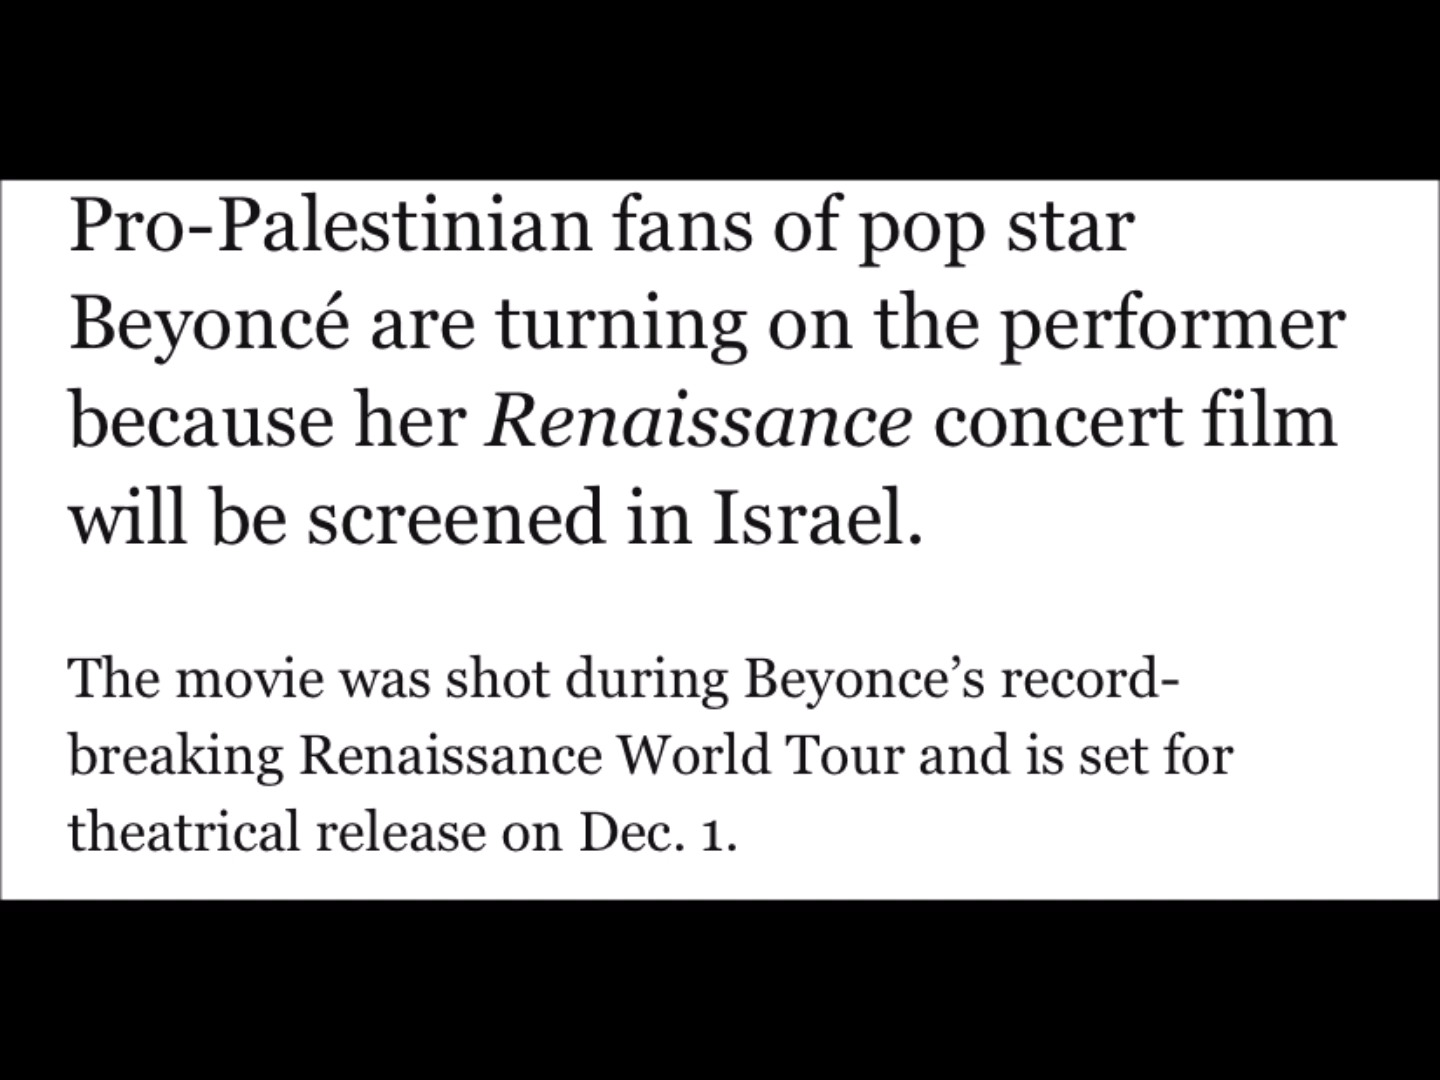 Pro-Palestinian fans of pop star
Beyoncé are turning on the performer
because her Renaissance concert film
will be screened in Israel.
The movie was shot during Beyonce’s record-
breaking Renaissance World Tour and is set for
theatrical release on Dec. 1.